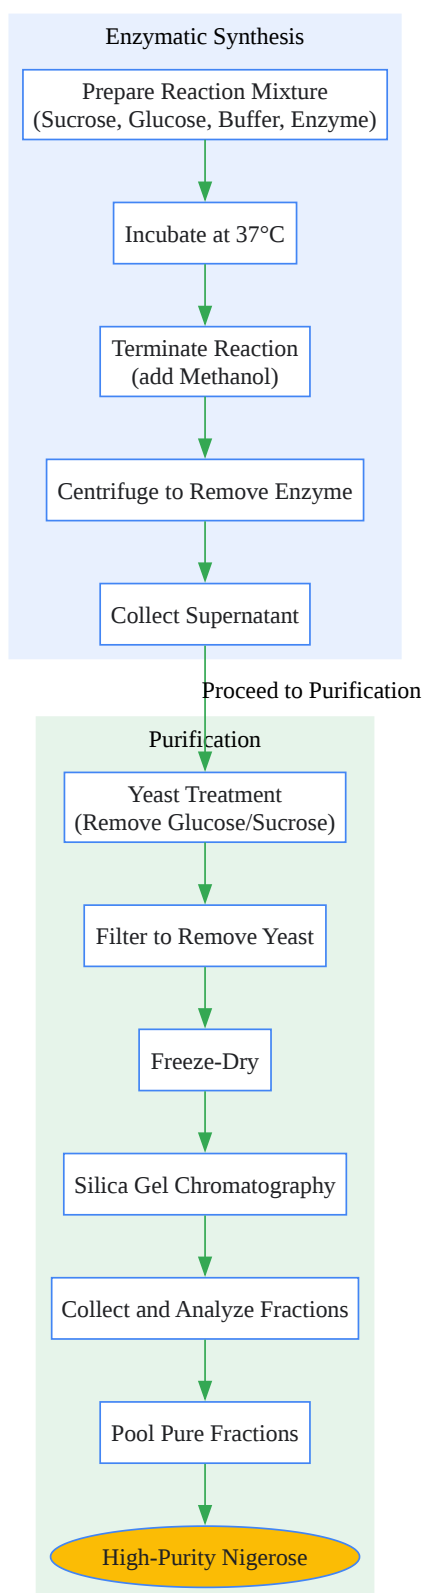 Enzymatic Synthesis
Prepare Reaction Mixture
(Sucrose, Glucose, Buffer, Enzyme)
Incubate at 37°C
Terminate Reaction
(add Methanol)
Centrifuge to Remove Enzyme
Collect Supernatant
Proceed to Purification
Purification
Yeast Treatment
(Remove Glucose/Sucrose)
Filter to Remove Yeast
Freeze-Dry
Silica Gel Chromatography
Collect and Analyze Fractions
Pool Pure Fractions
High-Purity Nigerose